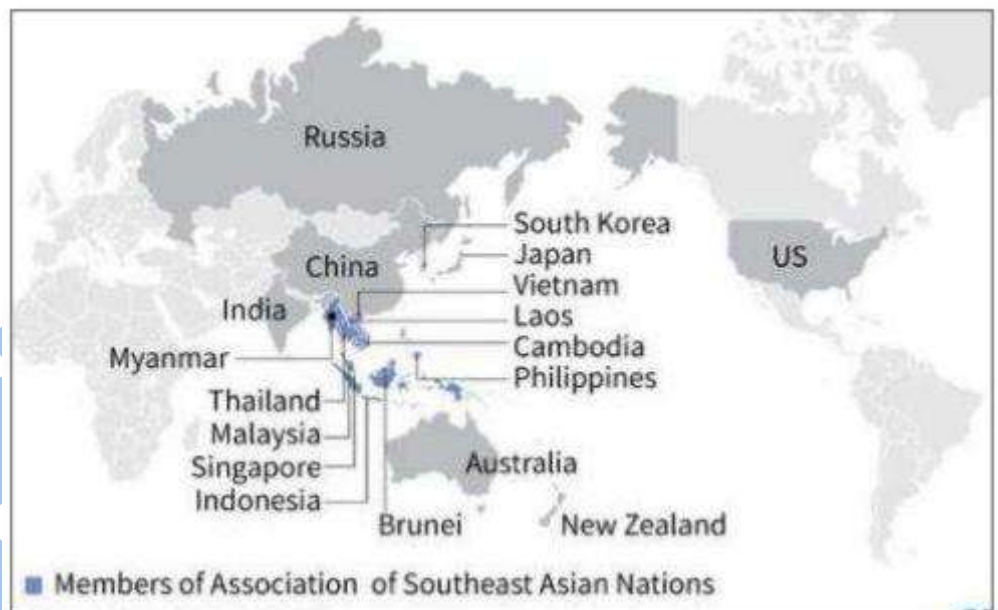 Russia
South Korea
Japan
China
US
Vietnam
India
Laos
Cambodia
Myanmar
Philippines
Thailand
Malaysia
Singapore
Australia
Indonesia
Brunei
New Zealand
Members of Association of Southeast Asian Nations